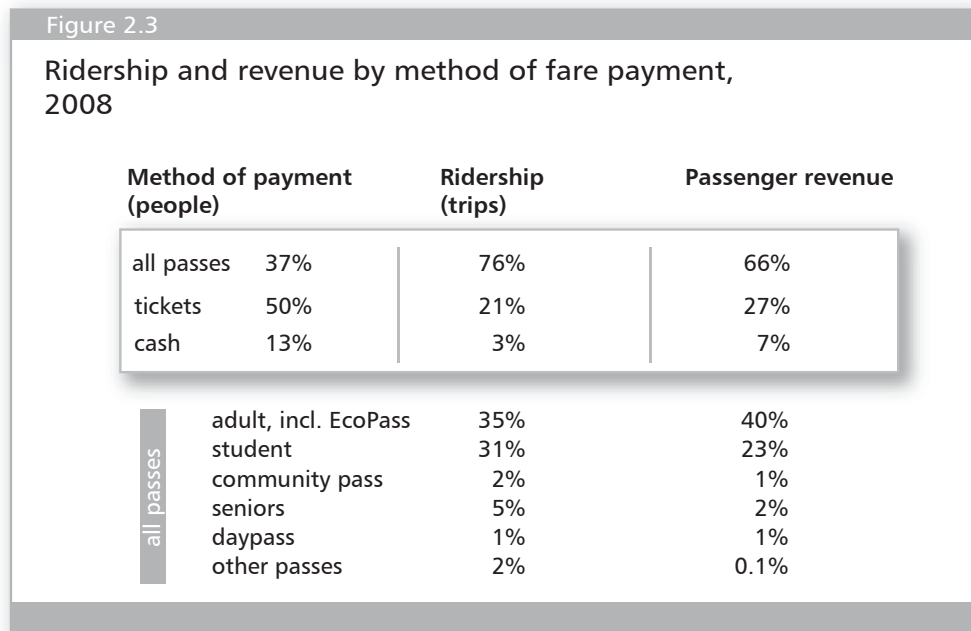 Figure 2.3
Ridership and revenue by method of fare payment,
2008
Method of payment Ridership Passenger revenue
(people) (trips)
all passes 37% 76% 66%
tickets 50% 21% 27%
cash 13% 3% 7%
all passes
adult, incl. EcoPass 35% 40%
student 31% 23%
community pass 2% 1%
seniors 5% 2%
daypass 1% 1%
other passes 2% 0.1%